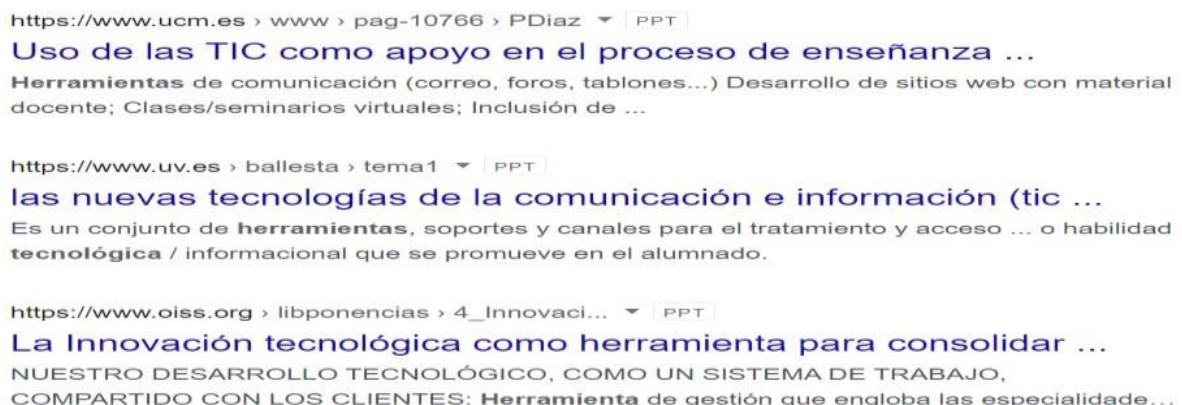 https://www.ucm.es › www › pag-10766 › PDiaz ▼ PPT
Uso de las TIC como apoyo en el proceso de enseñanza ...
Herramientas de comunicación (correo, foros, tablones...) Desarrollo de sitios web con material
docente; Clases/seminarios virtuales; Inclusión de ...
https://www.uv.es › ballesta › tema1 ▼ PPT
las nuevas tecnologías de la comunicación e información (tic ...
Es un conjunto de herramientas, soportes y canales para el tratamiento y acceso ... o habilidad
tecnológica / informacional que se promueve en el alumnado.
https://www.oiss.org › libponencias › 4_Innovaci... ▼ PPT
La Innovación tecnológica como herramienta para consolidar ...
NUESTRO DESARROLLO TECNOLÓGICO, COMO UN SISTEMA DE TRABAJO,
COMPARTIDO CON LOS CLIENTES; Herramienta de gestión que engloba las especialidade...